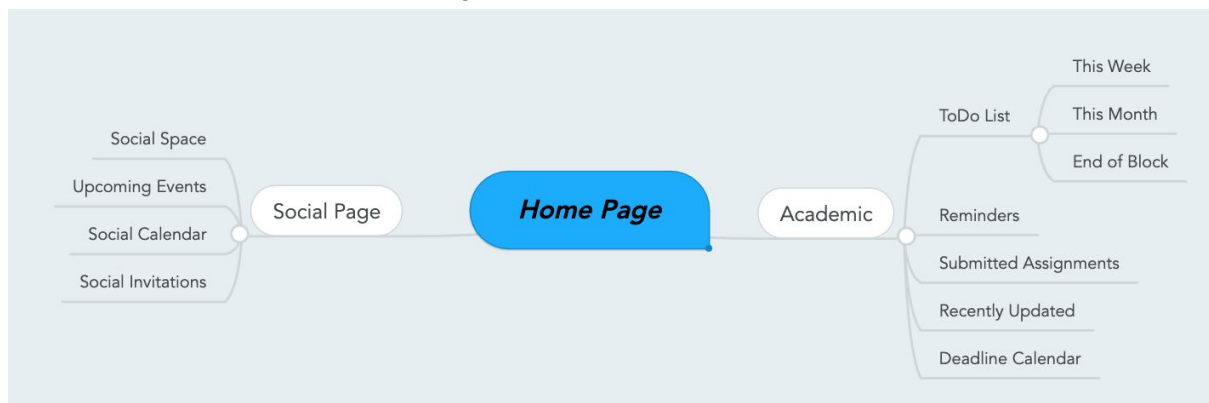 Home Page
Social Page
Social Space
Upcoming Events
Social Calendar
Social Invitations
Academic
ToDo List
This Week
This Month
End of Block
Reminders
Submitted Assignments
Recently Updated
Deadline Calendar